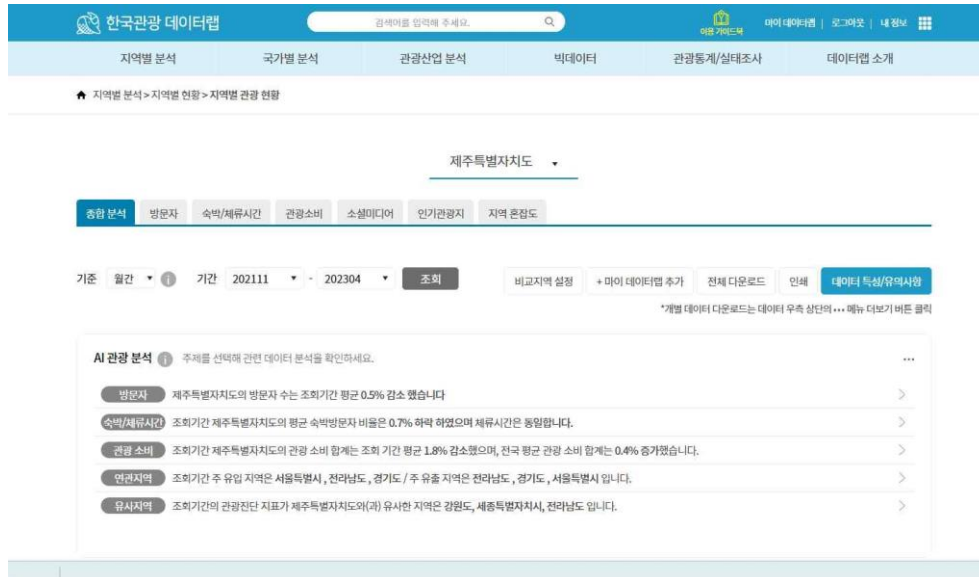 한국관광 데이터랩
검색어를 입력해 주세요.
이용 가이드북
마이 데이터랩 | 로그아웃 | 내 정보
지역별 분석 국가별 분석 관광산업 분석 빅데이터 관광통계/실태조사 데이터랩 소개
지역별 분석 > 지역별 현황 > 지역별 관광 현황
제주특별자치도
종합 분석 방문자 숙박/체류시간 관광소비 소셜미디어 인기관광지 지역 혼잡도
기준 월간 기간 202111 - 202304 조회 비교지역 설정 + 마이 데이터랩 추가 전체 다운로드 인쇄 데이터 특성/유의사항
*개별 데이터 다운로드는 데이터 우측 상단의 ••• 메뉴 더보기 버튼 클릭
AI 관광 분석 주제를 선택해 관련 데이터 분석을 확인하세요. ...
방문자 제주특별자치도의 방문자 수는 조회기간 평균 0.5% 감소 했습니다
숙박/체류시간 조회기간 제주특별자치도의 평균 숙박방문자 비율은 0.7% 하락 하였으며 체류시간은 동일합니다.
관광 소비 조회기간 제주특별자치도의 관광 소비 합계는 조회 기간 평균 1.8% 감소했으며, 전국 평균 관광 소비 합계는 0.4% 증가했습니다.
연관지역 조회기간 주 유입 지역은 서울특별시 , 전라남도 , 경기도 / 주 유출 지역은 전라남도 , 경기도 , 서울특별시 입니다.
유사지역 조회기간의 관광진단 지표가 제주특별자치도와(과) 유사한 지역은 강원도, 세종특별자치시, 전라남도 입니다.